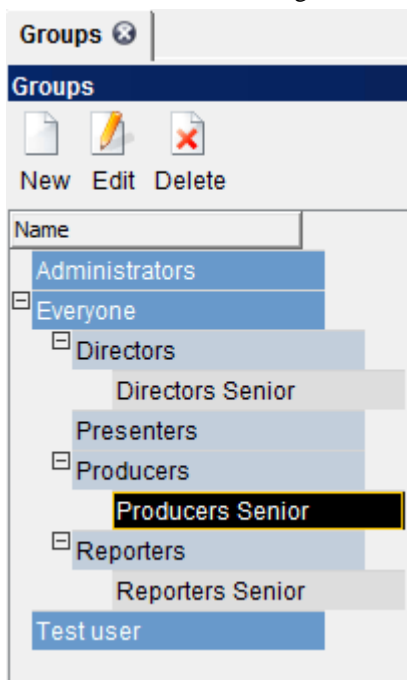 Groups
Groups
New Edit Delete
Name
Administrators
Everyone
Directors
Directors Senior
Presenters
Producers
Producers Senior
Reporters
Reporters Senior
Test user